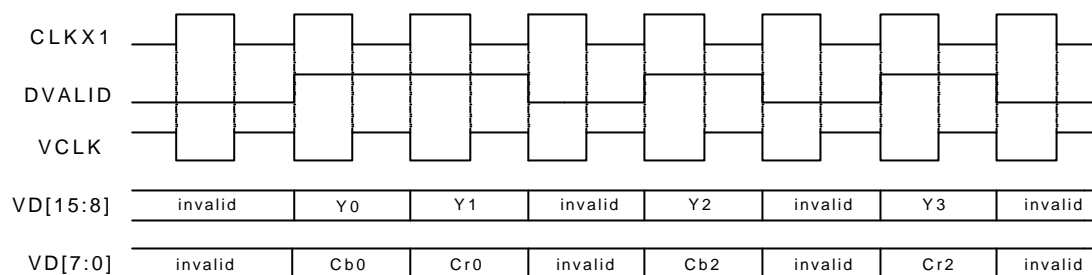 CLKX1
DVALID
VCLK
VD[15:8] invalid Y0 Y1 invalid Y2 invalid Y3 invalid
VD[7:0] invalid Cb0 Cr0 invalid Cb2 invalid Cr2 invalid